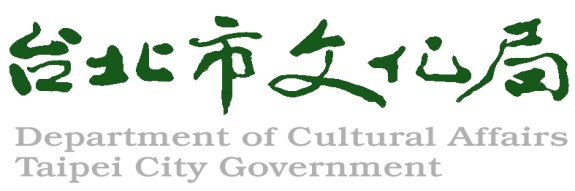 台北市文化局
Department of Cultural Affairs
Taipei City Government